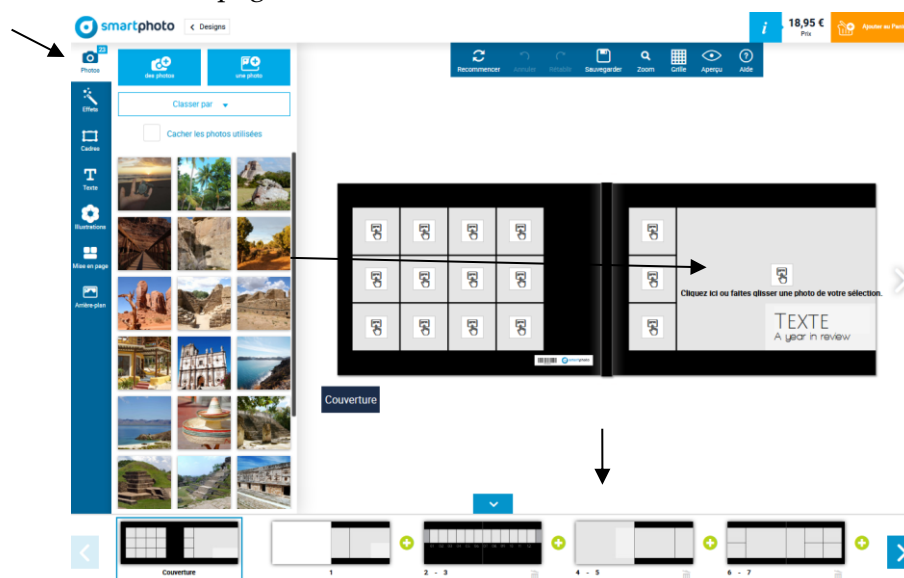 smartphoto
Designs
i
18,95 €
Prix
Ajouter au Pani
23
Photos
Effets
Cadres
Texte
Illustrations
Mise en page
Arrière-plan
des photos
une photo
Classer par
Cacher les photos utilisées
Recommencer
Annuler
Rétablir
Sauvegarder
Zoom
Grille
Aperçu
Aide
Cliquez ici ou faites glisser une photo de votre sélection.
TEXTE
A year in review
smartphoto
Couverture
Couverture
1
2 - 3
4 - 5
6 - 7